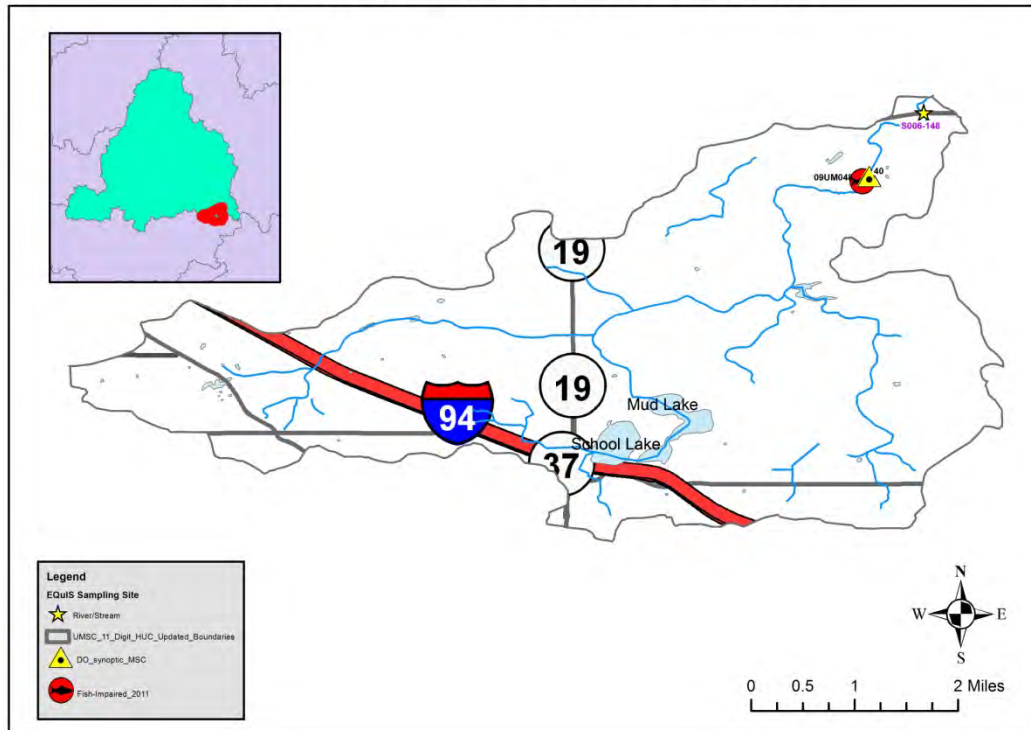 S006-148
40
09UM048
19
19
Mud Lake
94
School Lake
37
Legend
EQuIS Sampling Site
River/Stream
UMSC_11_Digit_HUC_Updated_Boundaries
DO_synoptic_MSC
Fish-Impaired_2011
N
W E
S
0 0.5 1 2 Miles